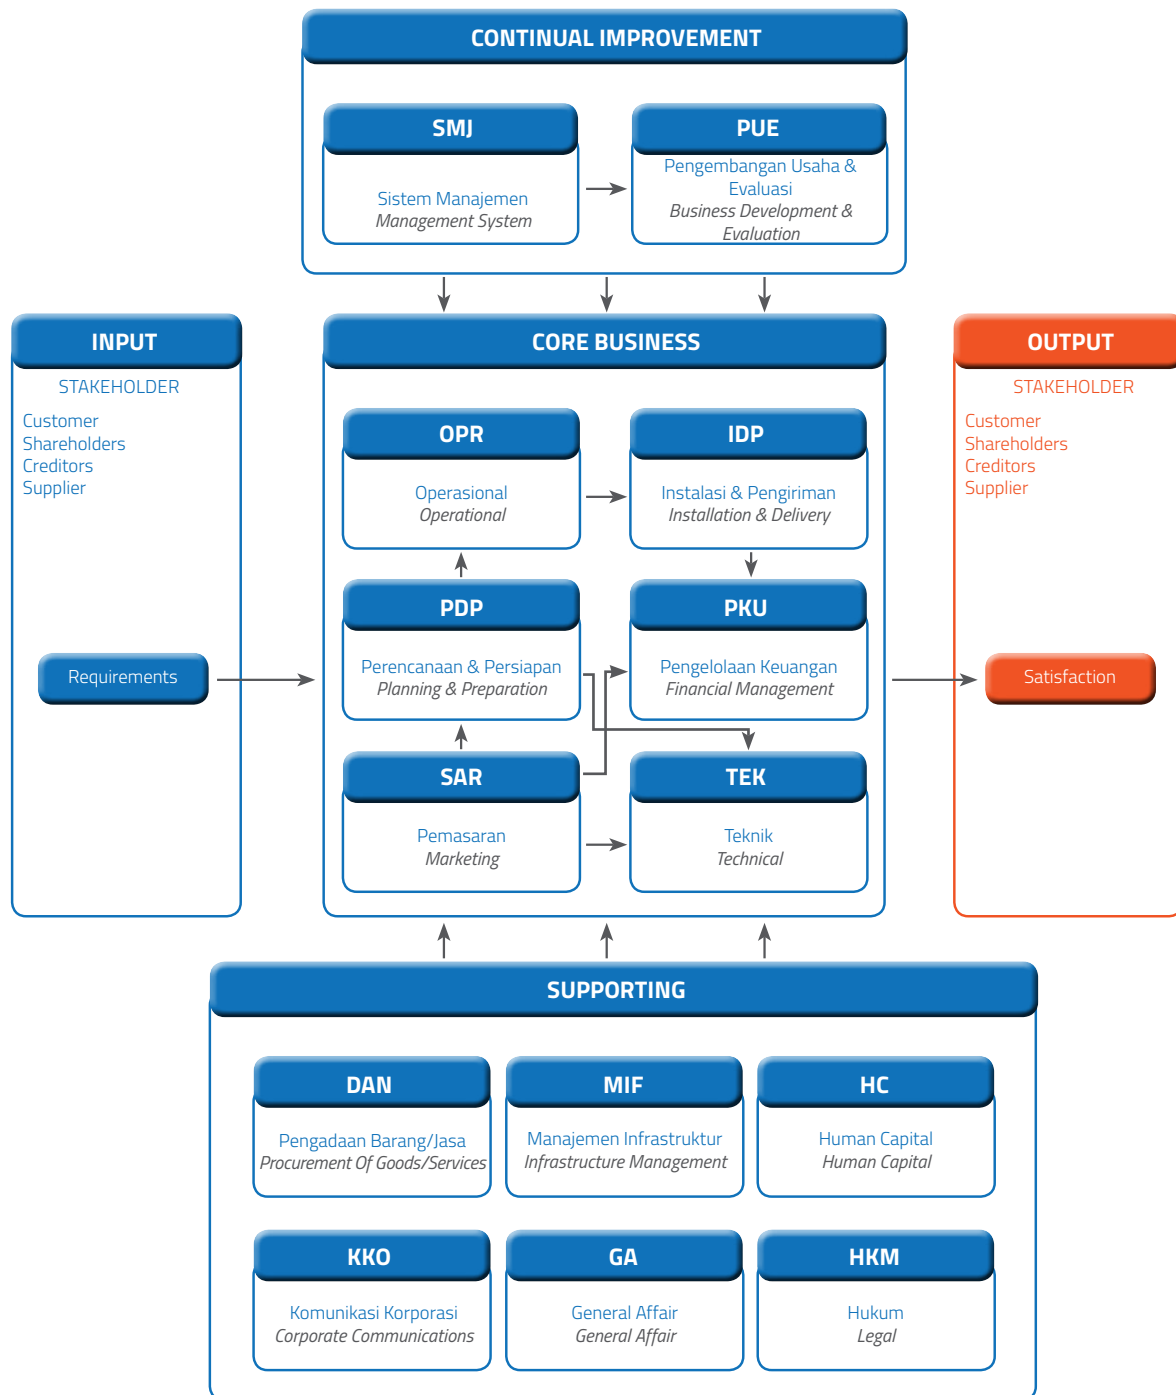 CONTINUAL IMPROVEMENT
SMJ
Sistem Manajemen
Management System
PUE
Pengembangan Usaha &
Evaluasi
Business Development &
Evaluation
INPUT
STAKEHOLDER
Customer
Shareholders
Creditors
Supplier
Requirements
CORE BUSINESS
OPR
Operasional
Operational
IDP
Instalasi & Pengiriman
Installation & Delivery
PDP
Perencanaan & Persiapan
Planning & Preparation
PKU
Pengelolaan Keuangan
Financial Management
SAR
Pemasaran
Marketing
TEK
Teknik
Technical
OUTPUT
STAKEHOLDER
Customer
Shareholders
Creditors
Supplier
Satisfaction
SUPPORTING
DAN
Pengadaan Barang/Jasa
Procurement Of Goods/Services
MIF
Manajemen Infrastruktur
Infrastructure Management
HC
Human Capital
Human Capital
KKO
Komunikasi Korporasi
Corporate Communications
GA
General Affair
General Affair
HKM
Hukum
Legal